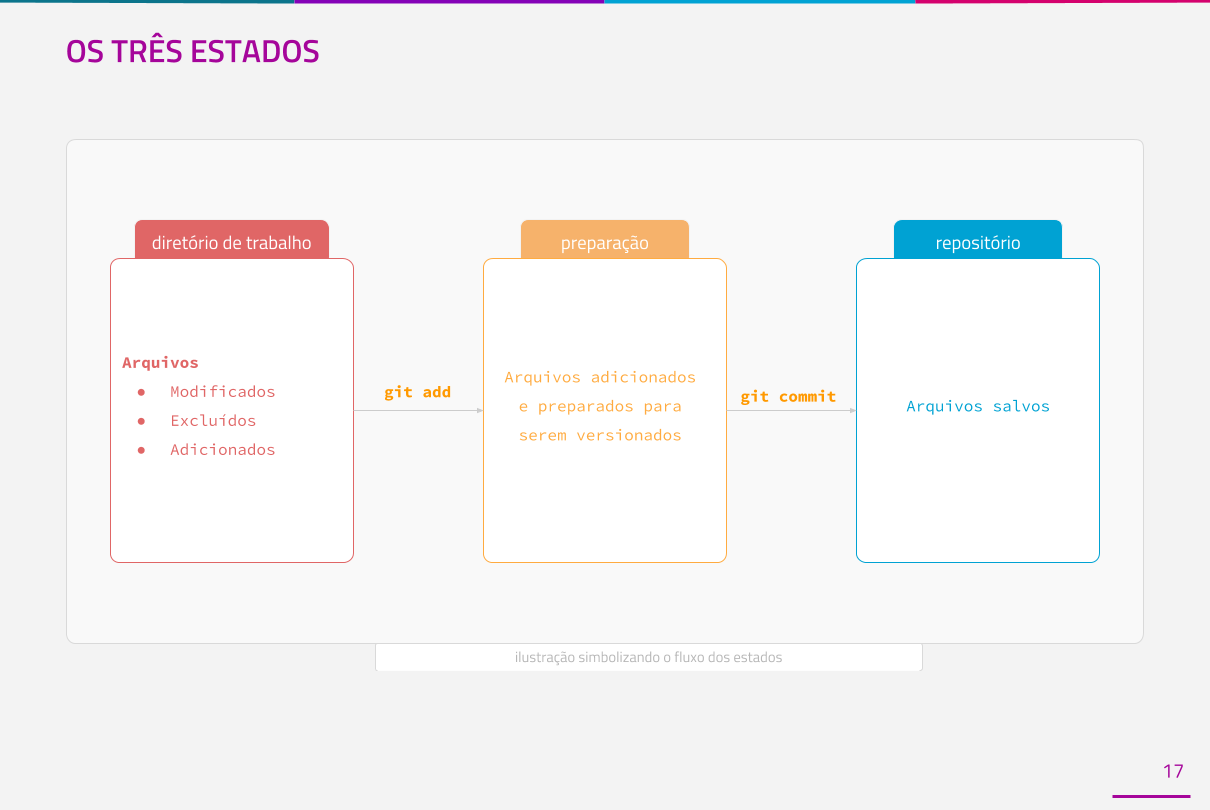 OS TRÊS ESTADOS
diretório de trabalho
preparação
repositório
Arquivos
● Modificados
● Excluídos
● Adicionados
git add
Arquivos adicionados
e preparados para
serem versionados
git commit
Arquivos salvos
ilustração simbolizando o fluxo dos estados
17